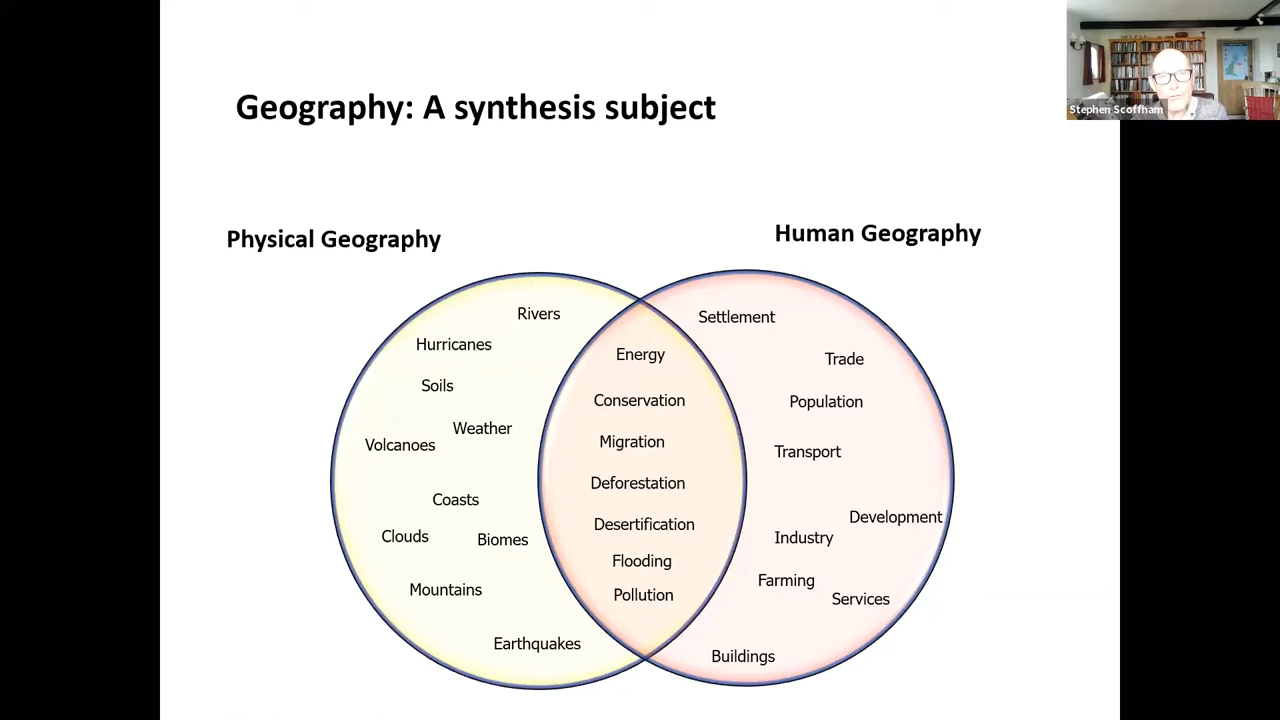 Geography: A synthesis subject
Stephen Scoffham
Physical Geography
Human Geography
Rivers
Hurricanes
Soils
Weather
Volcanoes
Coasts
Clouds
Biomes
Mountains
Earthquakes
Energy
Conservation
Migration
Deforestation
Desertification
Flooding
Pollution
Settlement
Trade
Population
Transport
Development
Industry
Farming
Services
Buildings